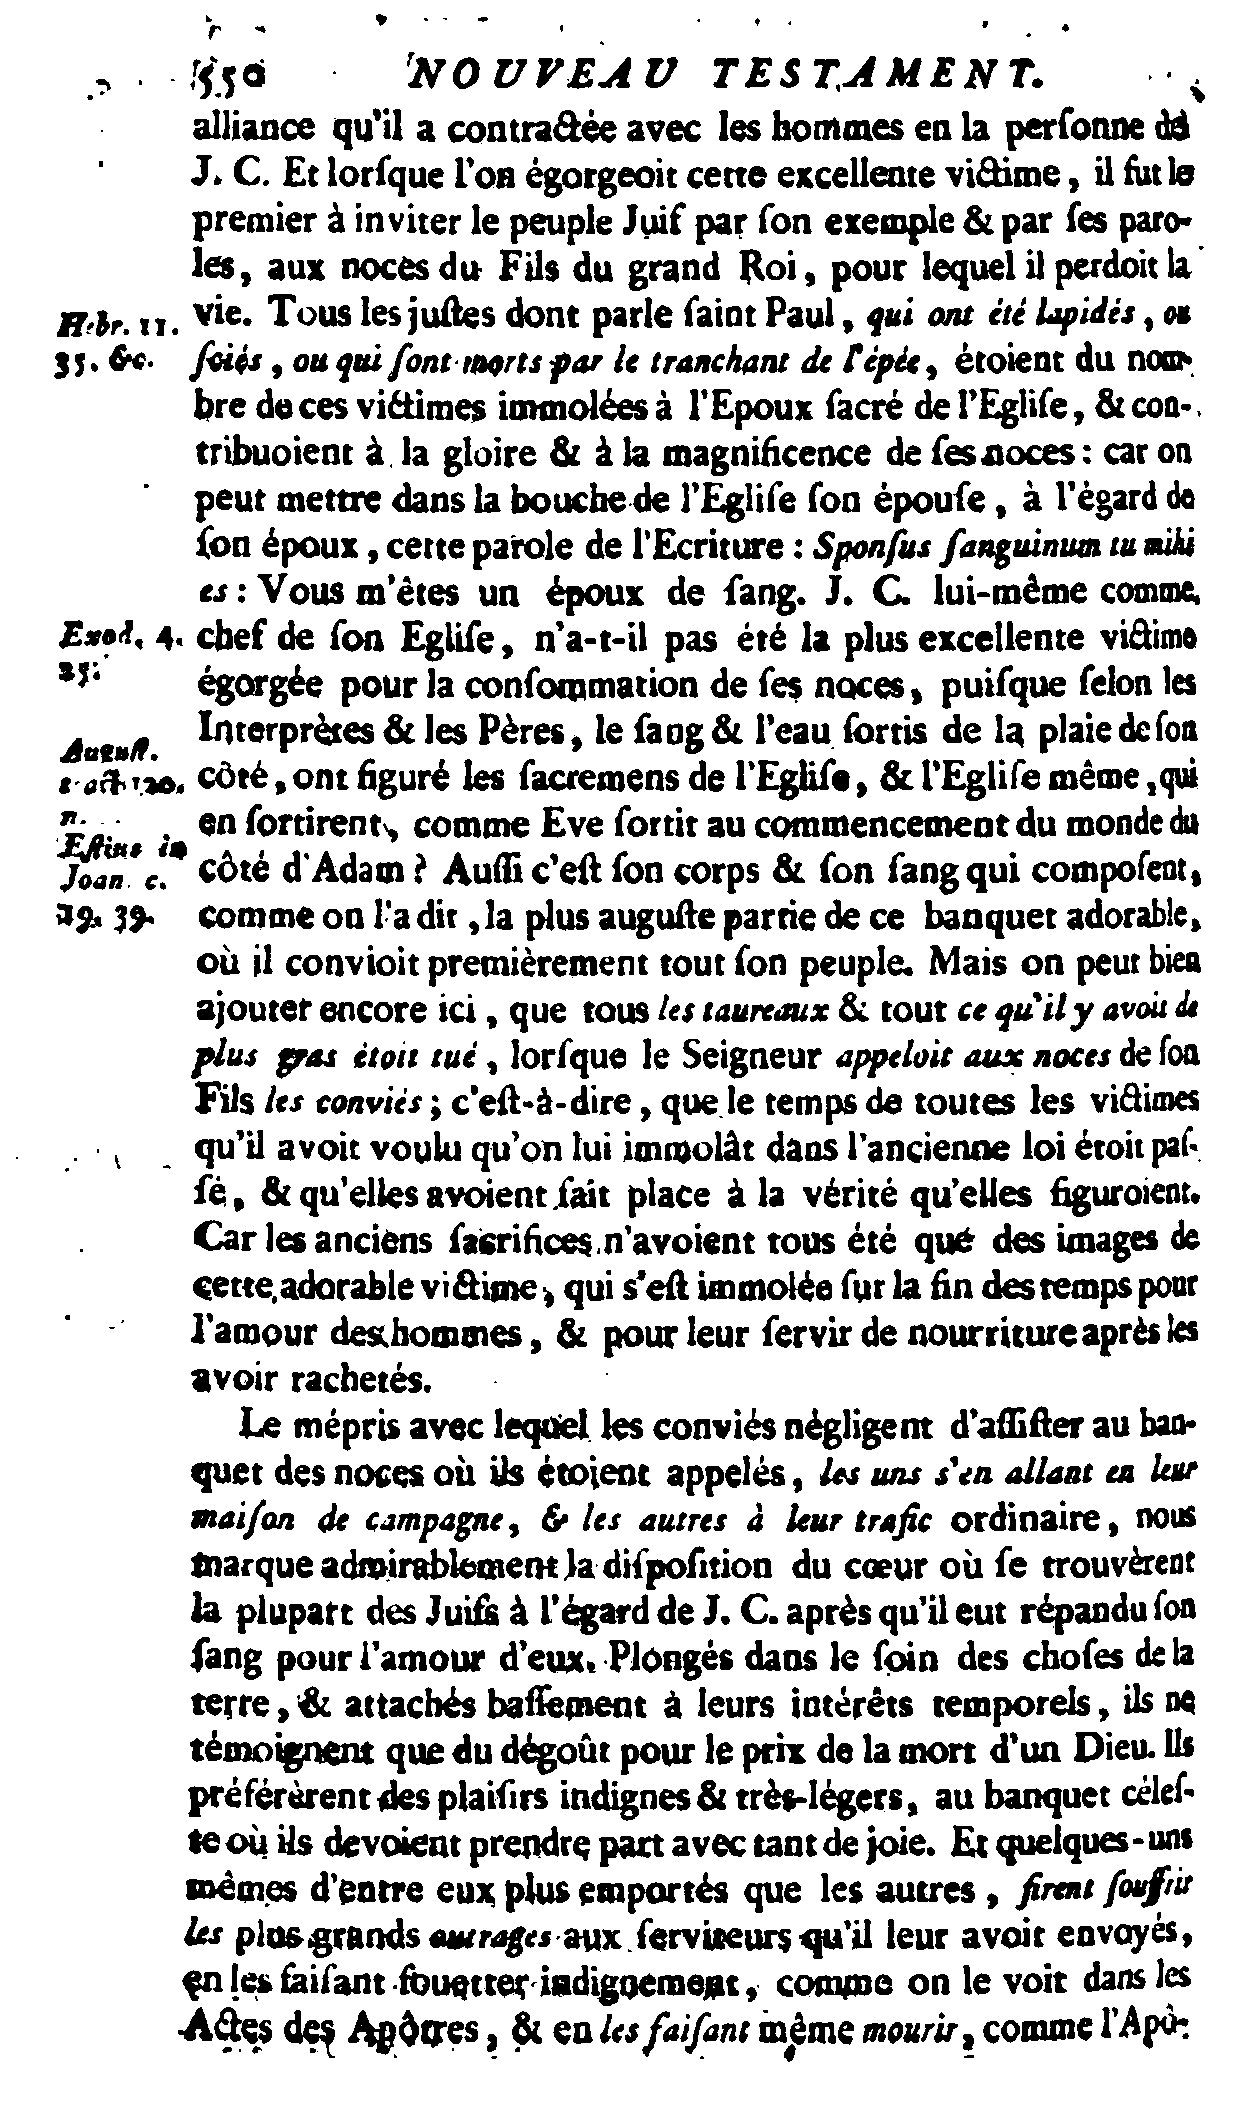 550 NOUVEAU TESTAMENT.
alliance qu'il a contractée avec les hommes en la perſonne de
J. C. Et lorſque l'on égorgeoit cette excellente victime, il fut le
premier à inviter le peuple Juif par ſon exemple & par ſes paro-
les, aux noces du Fils du grand Roi, pour lequel il perdoit la
Hebr. 11.
35. &c.
vie. Tous les juſtes dont parle ſaint Paul, qui ont été lapidés, ou
ſciés, ou qui ſont morts par le tranchant de l'épée, étoient du nom-
bre de ces victimes immolées à l'Epoux ſacré de l'Egliſe, & con-
tribuoient à la gloire & à la magnificence de ſes noces : car on
peut mettre dans la bouche de l'Egliſe ſon épouſe, à l'égard de
ſon époux, cette parole de l'Ecriture : Sponſus ſanguinum tu mihi
es : Vous m'êtes un époux de ſang. J. C. lui-même comme
Exod. 4.
25.
chef de ſon Egliſe, n'a-t-il pas été la plus excellente victime
égorgée pour la conſommation de ſes noces, puiſque ſelon les
Interprètes & les Pères, le ſang & l'eau ſortis de la plaie de ſon
Auguſt.
tract. 120.
n.
Eſtius in
Joan. c.
19. 39.
côté, ont figuré les ſacremens de l'Egliſe, & l'Egliſe même, qui
en ſortirent, comme Eve ſortit au commencement du monde du
côté d'Adam ? Auſſi c'eſt ſon corps & ſon ſang qui compoſent,
comme on l'a dit, la plus auguſte partie de ce banquet adorable,
où il convioit premièrement tout ſon peuple. Mais on peut bien
ajouter encore ici, que tous les taureaux & tout ce qu'il y avoit de
plus gras étoit tué, lorſque le Seigneur appeloit aux noces de ſon
Fils les conviés ; c'eſt-à-dire, que le temps de toutes les victimes
qu'il avoit voulu qu'on lui immolât dans l'ancienne loi étoit paſ-
ſé, & qu'elles avoient fait place à la vérité qu'elles figuroient.
Car les anciens ſacrifices n'avoient tous été que des images de
cette adorable victime, qui s'eſt immolée ſur la fin des temps pour
l'amour des hommes, & pour leur ſervir de nourriture après les
avoir rachetés.
Le mépris avec lequel les conviés négligent d'aſſiſter au ban-
quet des noces où ils étoient appelés, les uns s'en allant en leur
maiſon de campagne, & les autres à leur trafic ordinaire, nous
marque admirablement la diſpoſition du cœur où ſe trouvèrent
la plupart des Juifs à l'égard de J. C. après qu'il eut répandu ſon
ſang pour l'amour d'eux. Plongés dans le ſoin des choſes de la
terre, & attachés baſſement à leurs intérêts temporels, ils ne
témoignent que du dégoût pour le prix de la mort d'un Dieu. Ils
préférèrent des plaiſirs indignes & très-légers, au banquet céleſ-
te où ils devoient prendre part avec tant de joie. Et quelques-uns
mêmes d'entre eux plus emportés que les autres, firent ſouffrir
les plus grands outrages aux ſerviteurs qu'il leur avoit envoyés,
en les faiſant fouetter indignement, comme on le voit dans les
Actes des Apôtres, & en les faiſant même mourir, comme l'Apô-